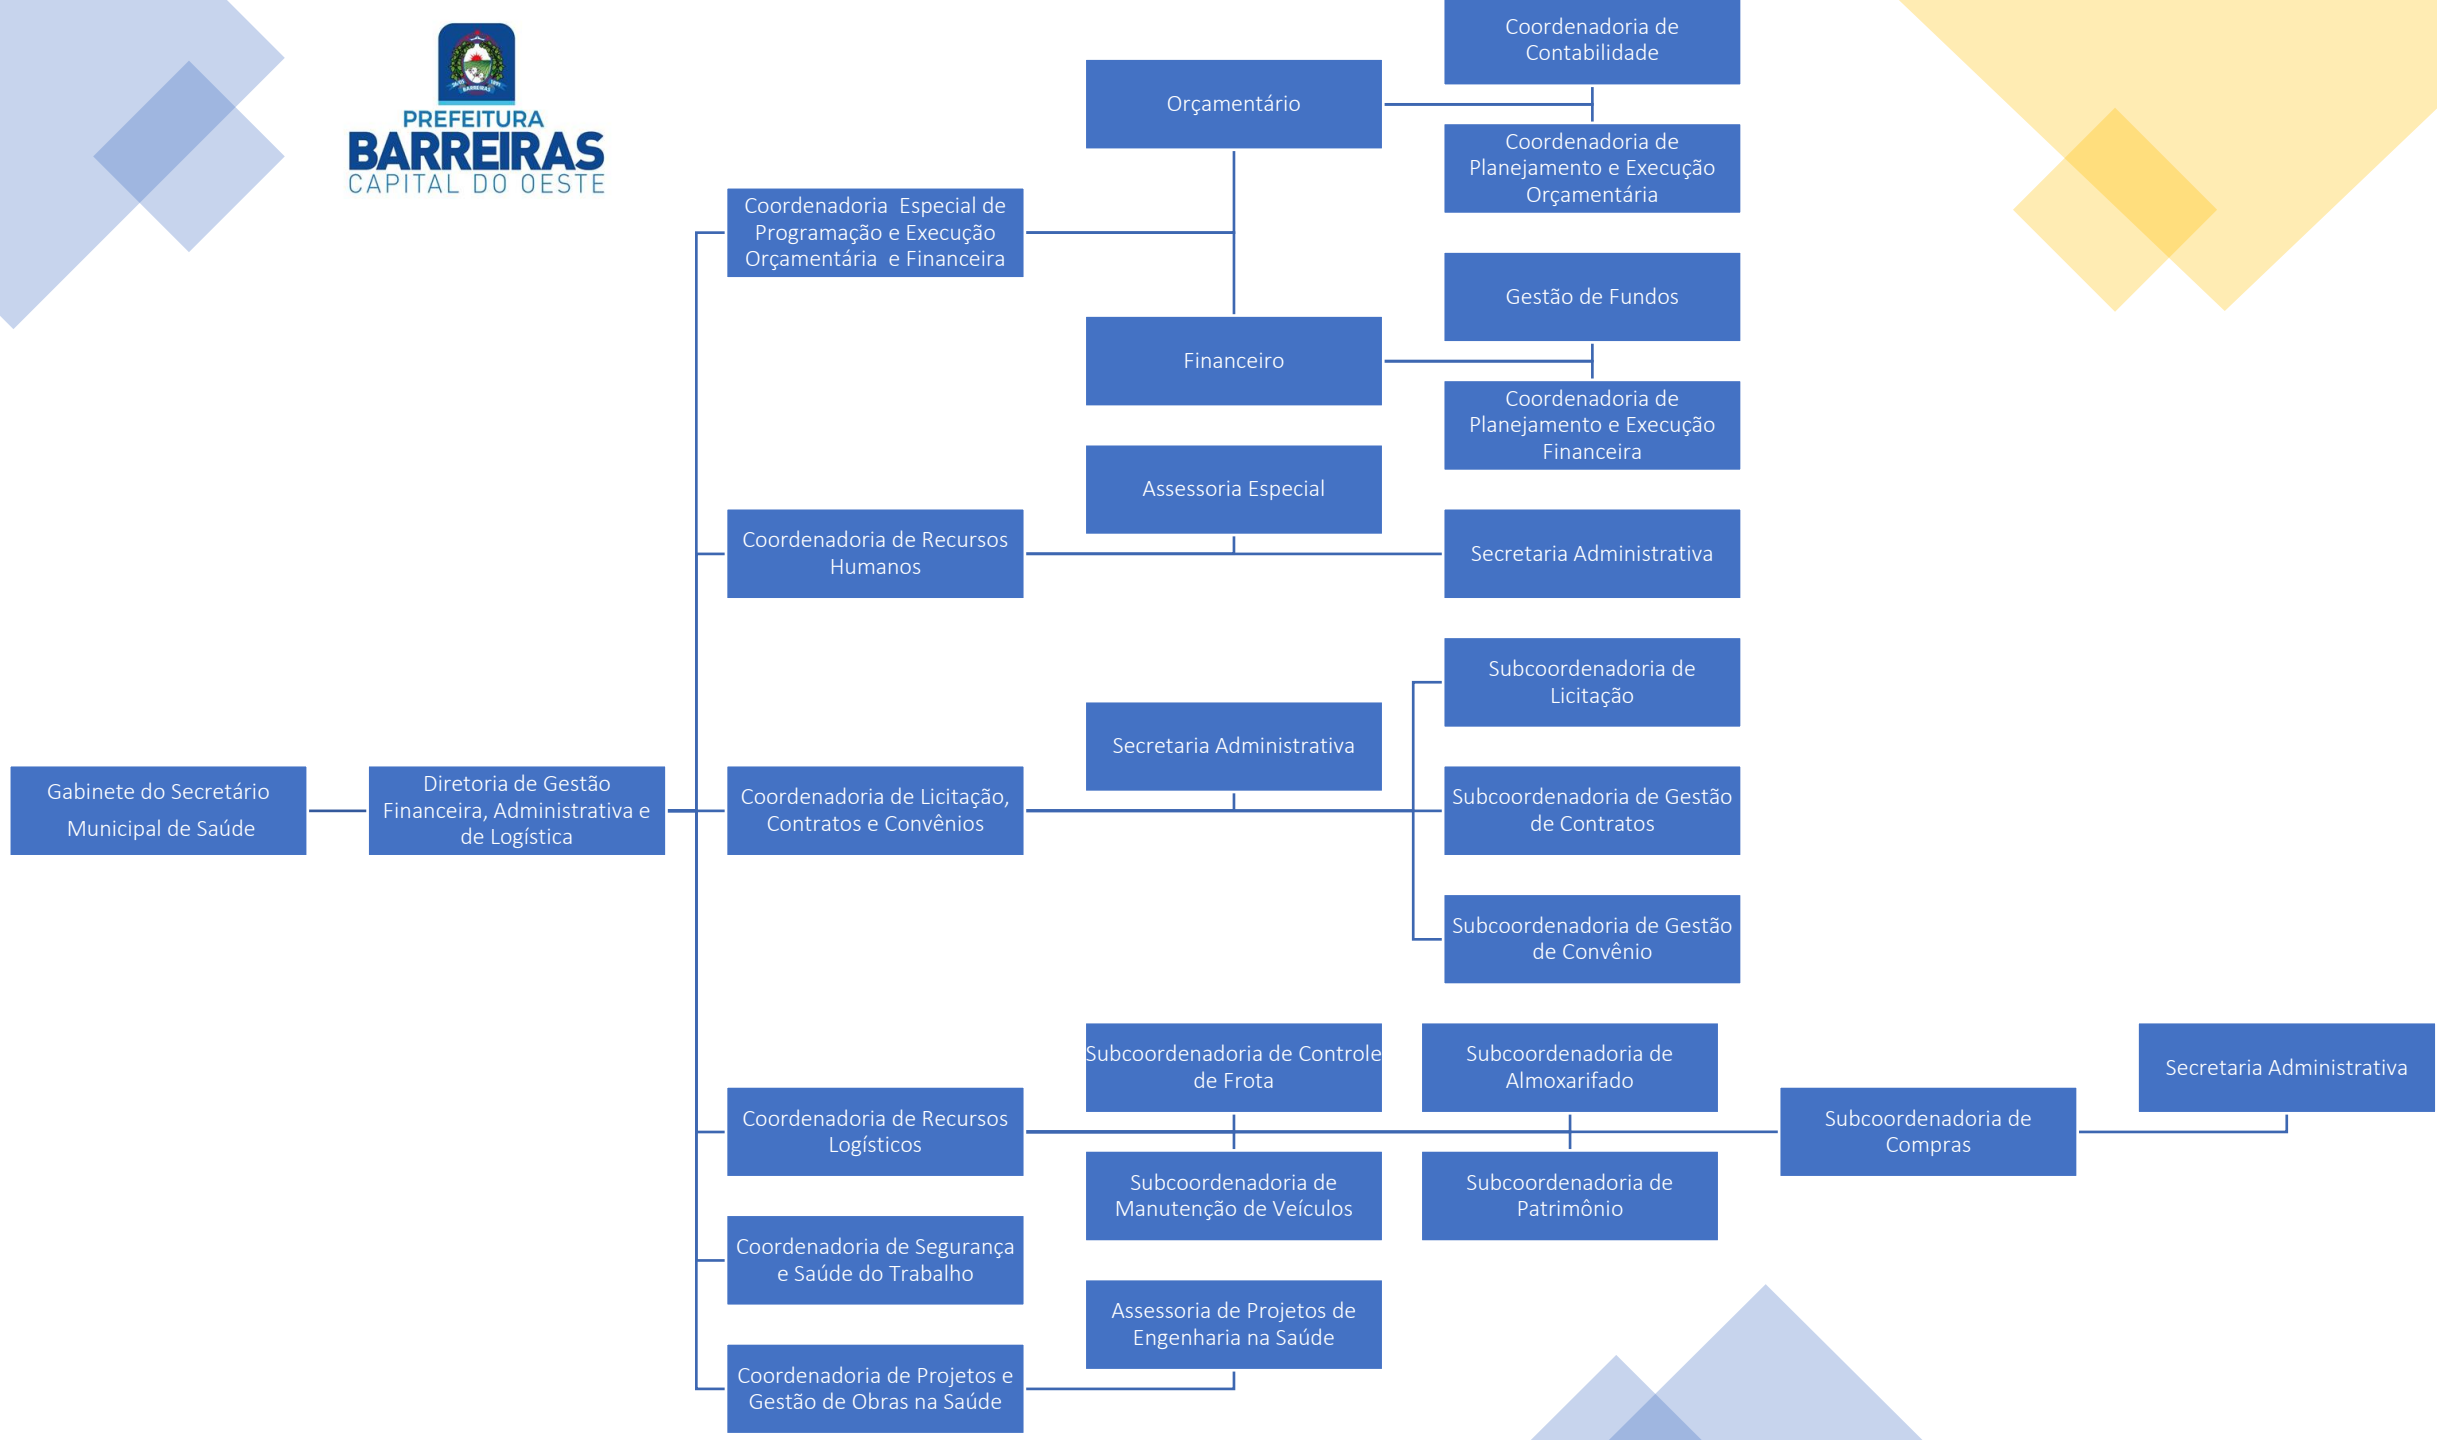 PREFEITURA
BARREIRAS
CAPITAL DO OESTE
Gabinete do Secretário
Municipal de Saúde
Diretoria de Gestão
Financeira, Administrativa e
de Logística
Coordenadoria Especial de
Programação e Execução
Orçamentária e Financeira
Orçamentário
Coordenadoria de
Contabilidade
Coordenadoria de
Planejamento e Execução
Orçamentária
Financeiro
Gestão de Fundos
Coordenadoria de
Planejamento e Execução
Financeira
Coordenadoria de Recursos
Humanos
Assessoria Especial
Secretaria Administrativa
Coordenadoria de Licitação,
Contratos e Convênios
Secretaria Administrativa
Subcoordenadoria de
Licitação
Subcoordenadoria de Gestão
de Contratos
Subcoordenadoria de Gestão
de Convênio
Coordenadoria de Recursos
Logísticos
Subcoordenadoria de Controle
de Frota
Subcoordenadoria de
Manutenção de Veículos
Subcoordenadoria de
Almoxarifado
Subcoordenadoria de
Patrimônio
Subcoordenadoria de
Compras
Secretaria Administrativa
Coordenadoria de Segurança
e Saúde do Trabalho
Coordenadoria de Projetos e
Gestão de Obras na Saúde
Assessoria de Projetos de
Engenharia na Saúde